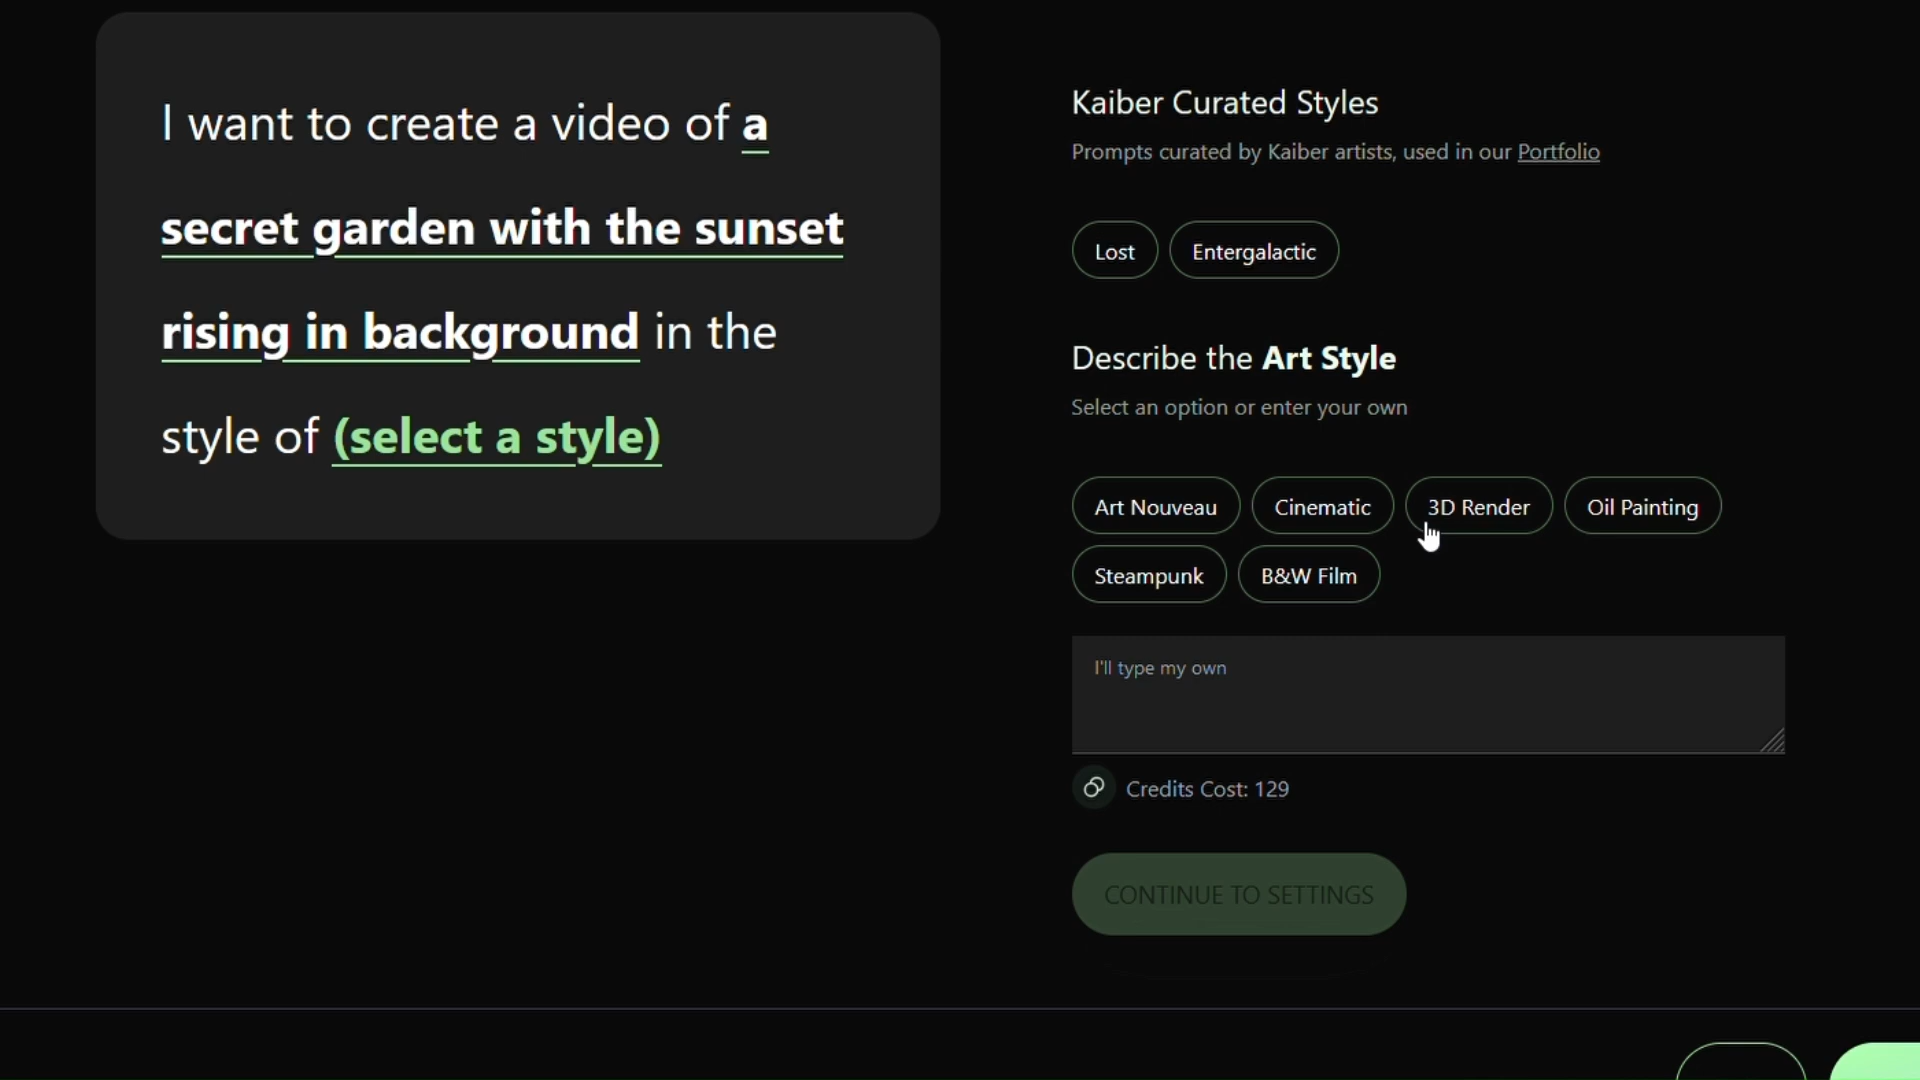 I want to create a video of a
secret garden with the sunset
rising in background in the
style of (select a style)
Kaiber Curated Styles
Prompts curated by Kaiber artists, used in our Portfolio
Lost
Entergalactic
Describe the Art Style
Select an option or enter your own
Art Nouveau
Cinematic
3D Render
Oil Painting
Steampunk
B&W Film
I'll type my own
Credits Cost: 129
CONTINUE TO SETTINGS